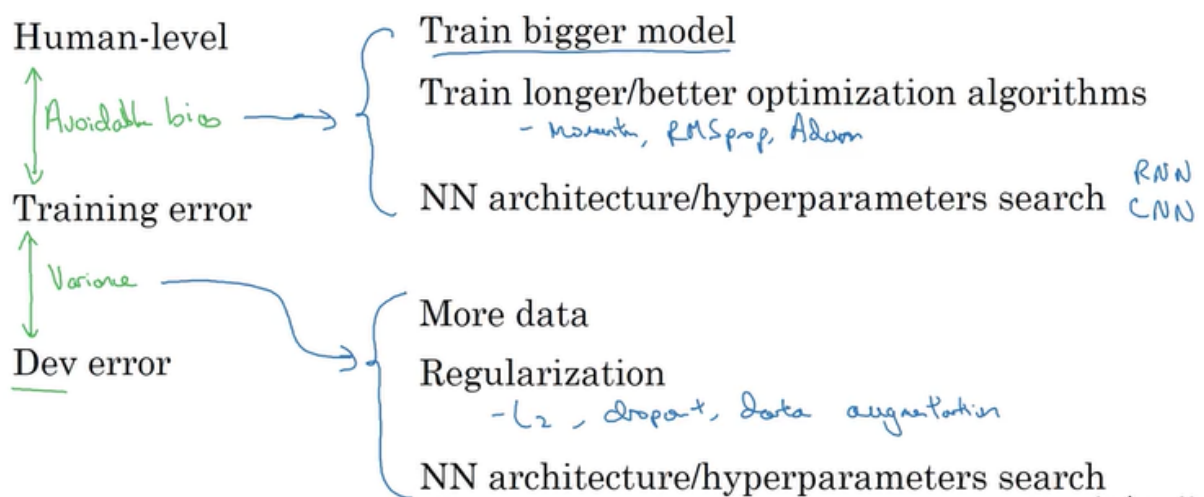 Human-level
Avoidable bias
Training error
Variance
Dev error
Train bigger model
Train longer/better optimization algorithms
- Momentum, RMSprop, Adam
NN architecture/hyperparameters search
RNN
CNN
More data
Regularization
- L2, dropout, data augmentation
NN architecture/hyperparameters search